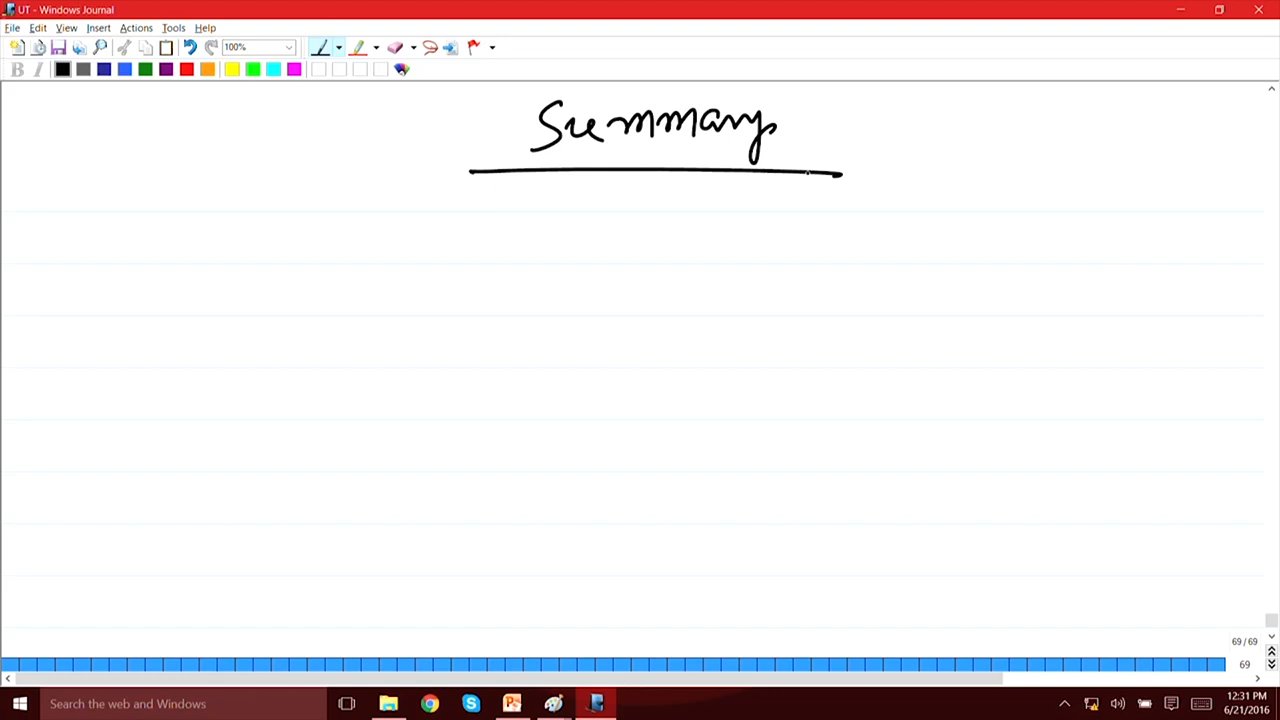 UT - Windows Journal
File Edit View Insert Actions Tools Help
100%
B I
Summary
69 / 69
69
Search the web and Windows
12:31 PM
6/21/2016